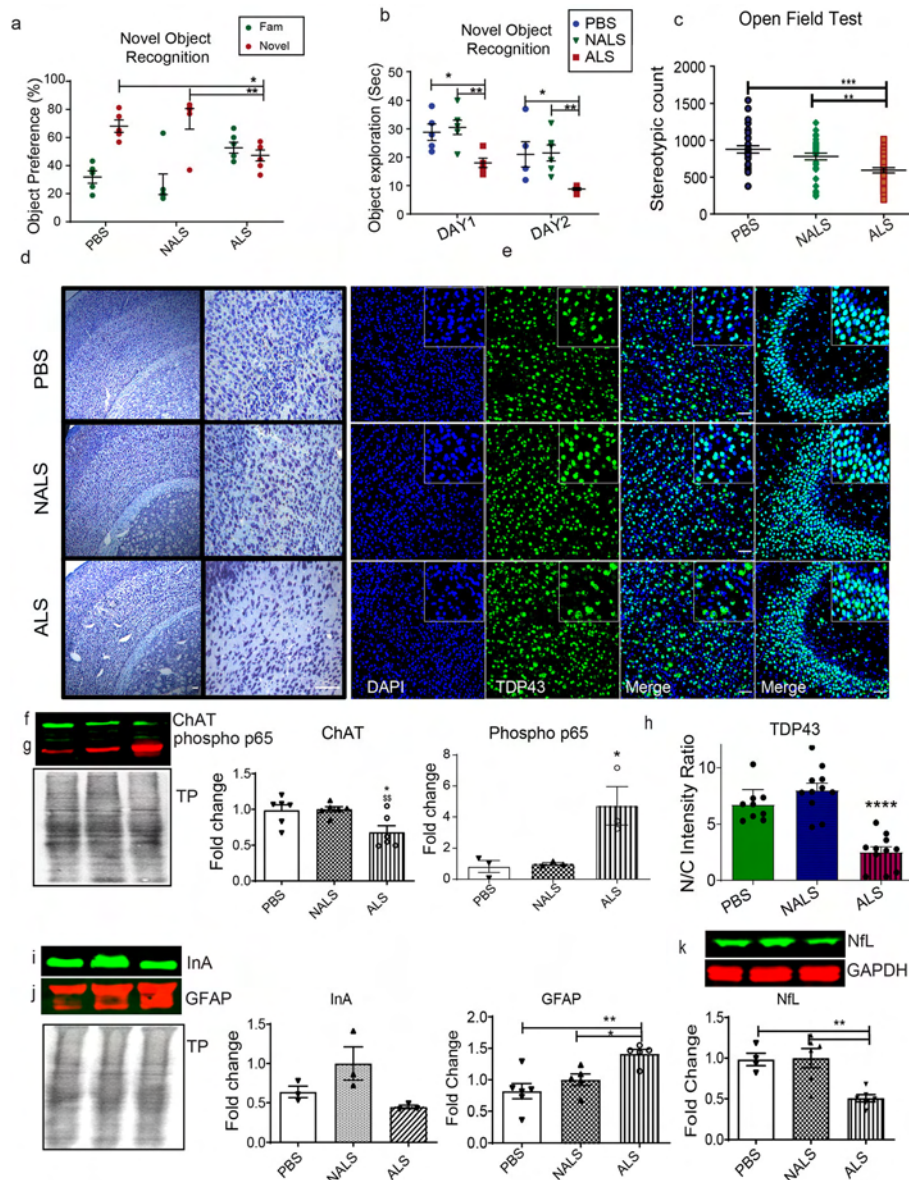 a
Novel Object
Recognition
Fam
Novel
Object Preference (%)
100
80
60
40
20
0
*
**
PBS
NALS
ALS
b
Novel Object
Recognition
PBS
NALS
ALS
Object exploration (Sec)
50
40
30
20
10
0
*
**
*
**
DAY1
DAY2
c
Open Field Test
Stereotypic count
2000
1500
1000
500
0
***
**
PBS
NALS
ALS
d
PBS
NALS
ALS
e
DAPI
TDP43
Merge
Merge
f
ChAT
g
phospho p65
TP
ChAT
Fold change
1.5
1.0
0.5
0.0
*
$$
PBS
NALS
ALS
Phospho p65
Fold change
8
6
4
2
0
*
PBS
NALS
ALS
h
TDP43
N/C Intensity Ratio
10
5
0
****
PBS
NALS
ALS
i
InA
j
GFAP
TP
InA
Fold change
1.5
1.0
0.5
0.0
PBS
NALS
ALS
GFAP
Fold Change
2.0
1.5
1.0
0.5
0.0
**
*
PBS
NALS
ALS
k
NfL
GAPDH
NfL
Fold Change
1.5
1.0
0.5
0.0
**
*
PBS
NALS
ALS